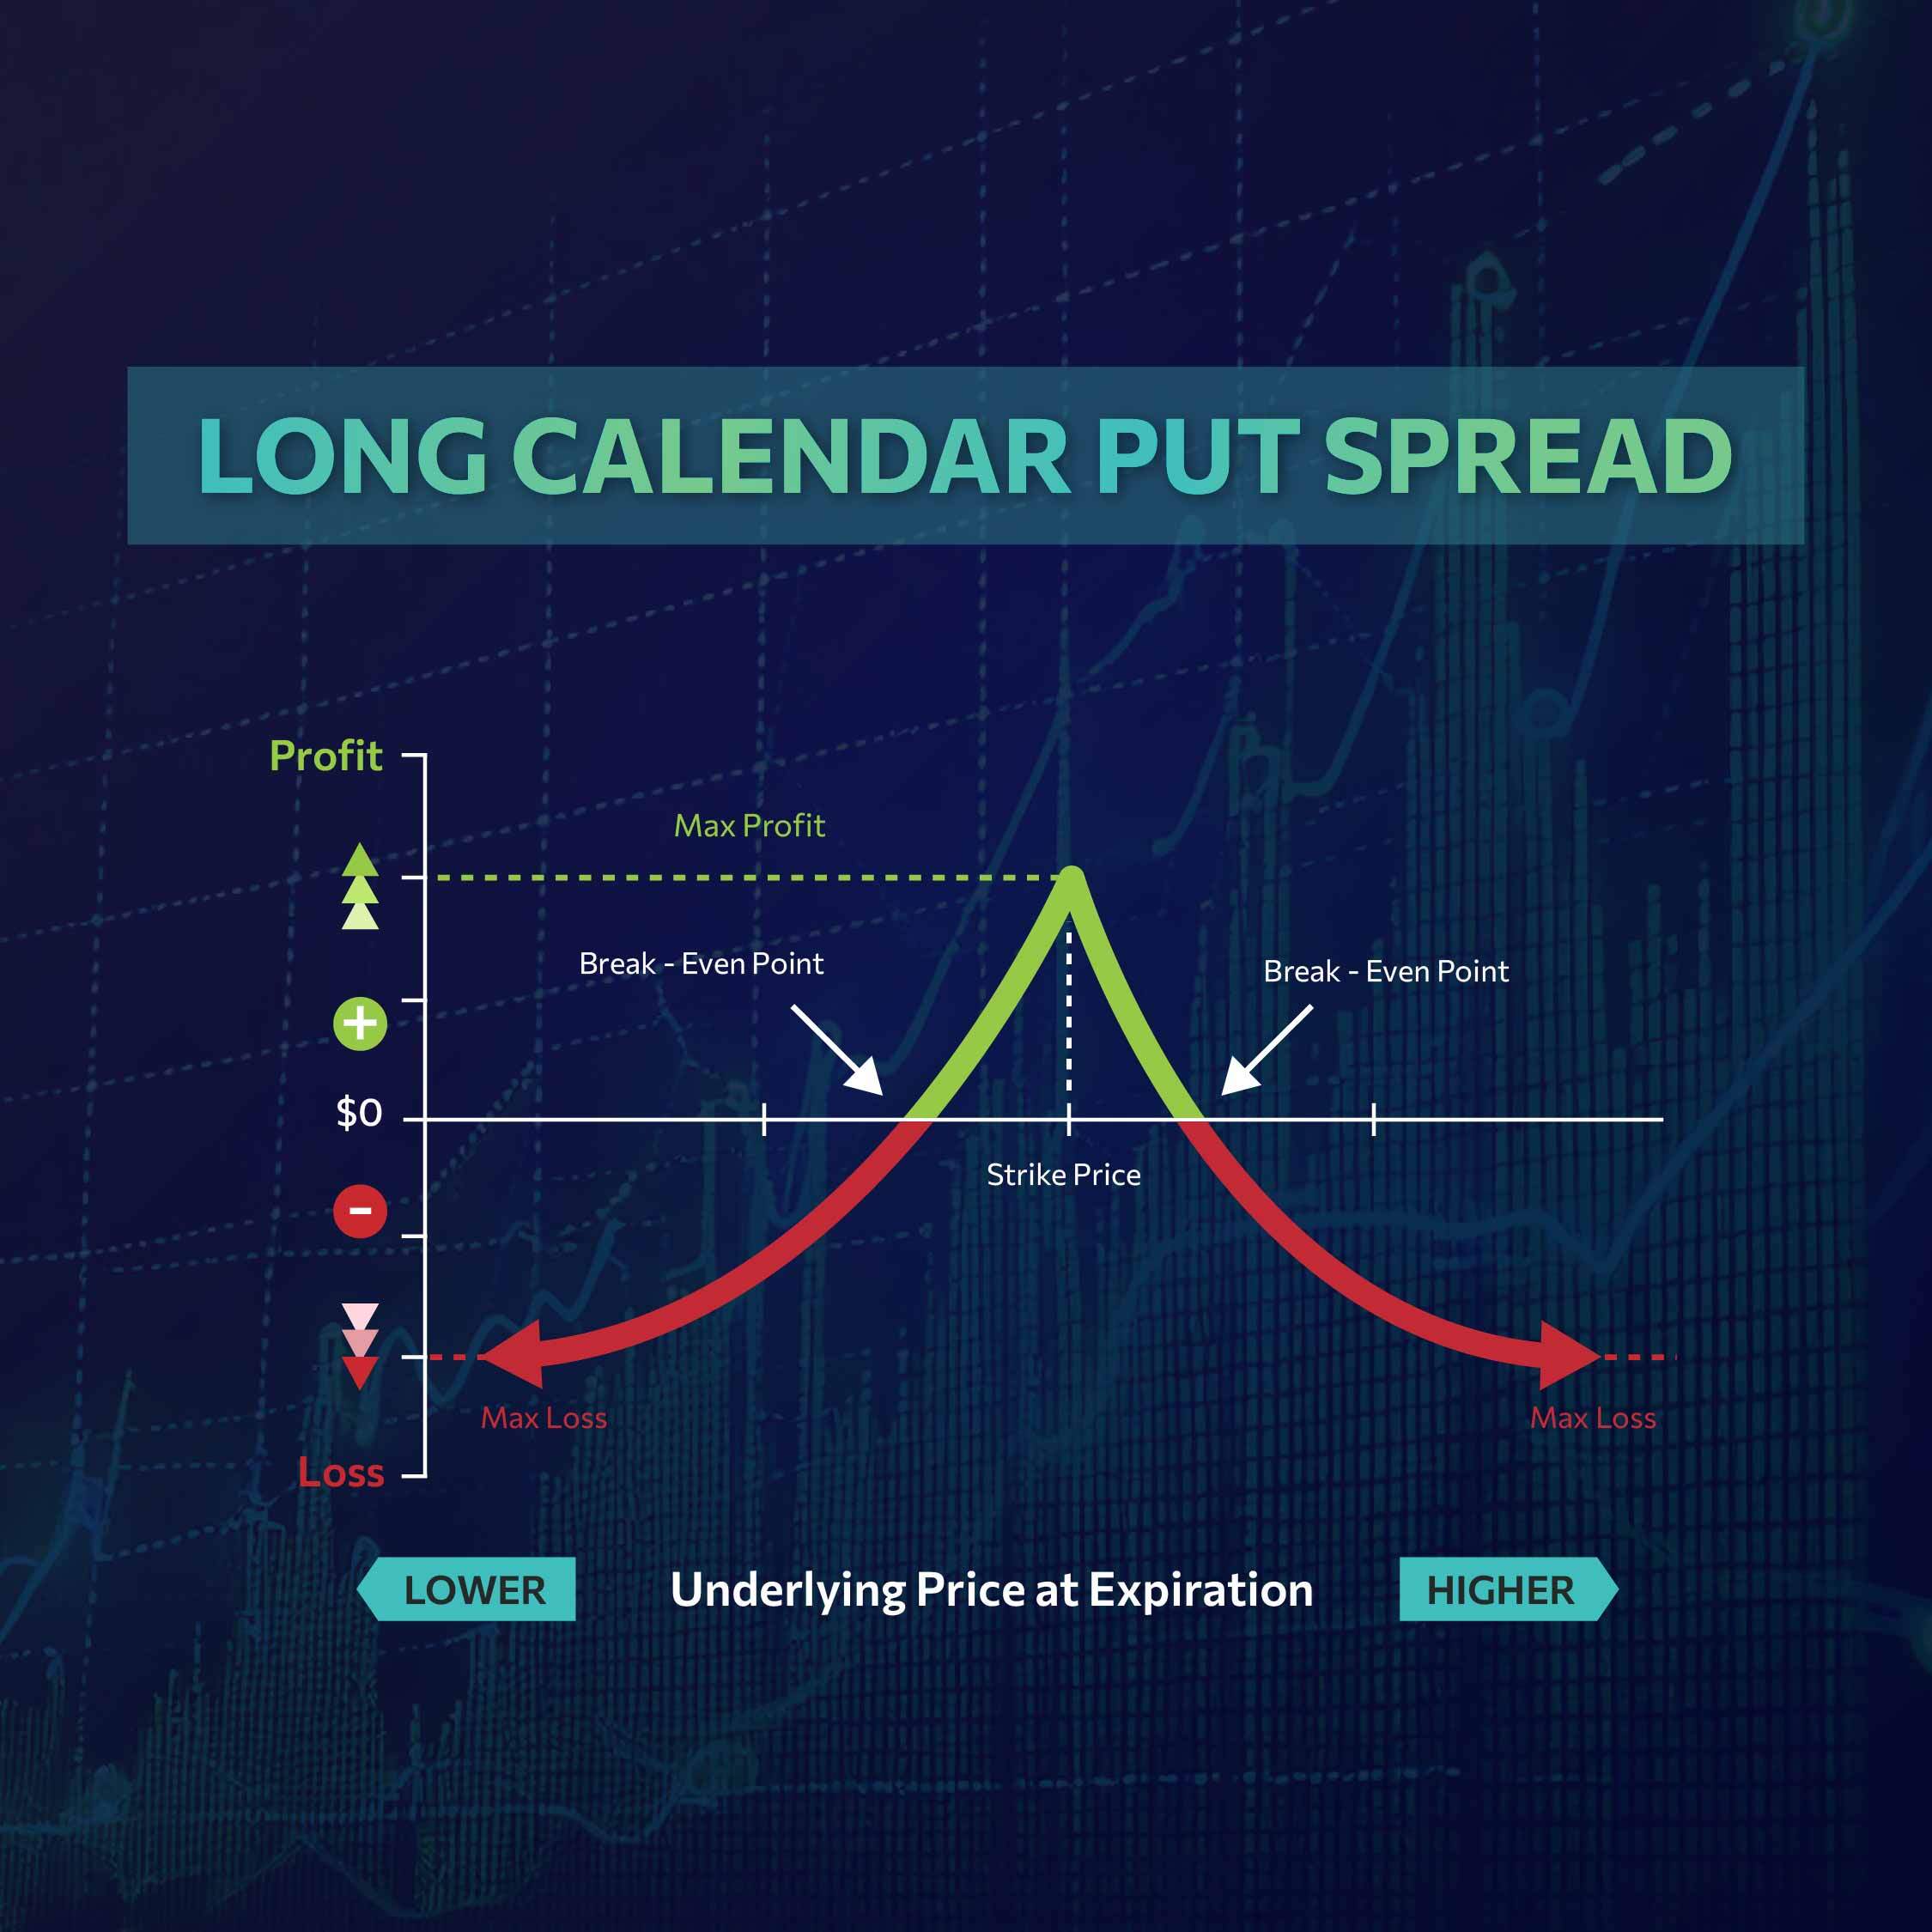 LONG CALENDAR PUT SPREAD
Profit
Max Profit
Break - Even Point
Break - Even Point
+
$0
Strike Price
-
Max Loss
Max Loss
Loss
LOWER
Underlying Price at Expiration
HIGHER